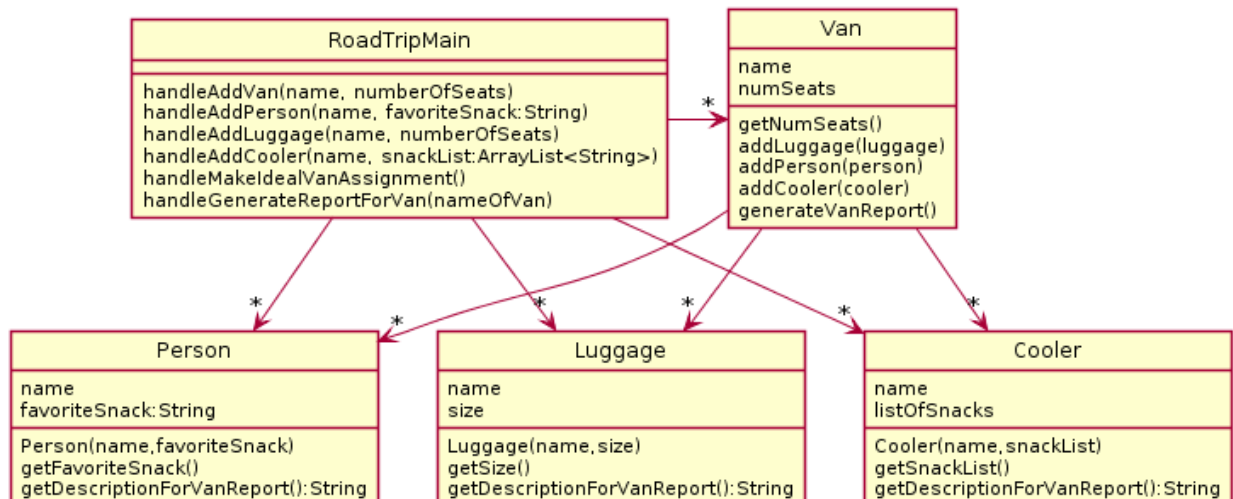 RoadTripMain
handleAddVan(name, numberOfSeats)
handleAddPerson(name, favoriteSnack:String)
handleAddLuggage(name, numberOfSeats)
handleAddCooler(name, snackList:ArrayList<String>)
handleMakeIdealVanAssignment()
handleGenerateReportForVan(nameOfVan)
*
Van
name
numSeats
getNumSeats()
addLuggage(luggage)
addPerson(person)
addCooler(cooler)
generateVanReport()
*
*
*
*
*
*
Person
name
favoriteSnack:String
Person(name,favoriteSnack)
getFavoriteSnack()
getDescriptionForVanReport():String
Luggage
name
size
Luggage(name,size)
getSize()
getDescriptionForVanReport():String
Cooler
name
listOfSnacks
Cooler(name,snackList)
getSnackList()
getDescriptionForVanReport():String